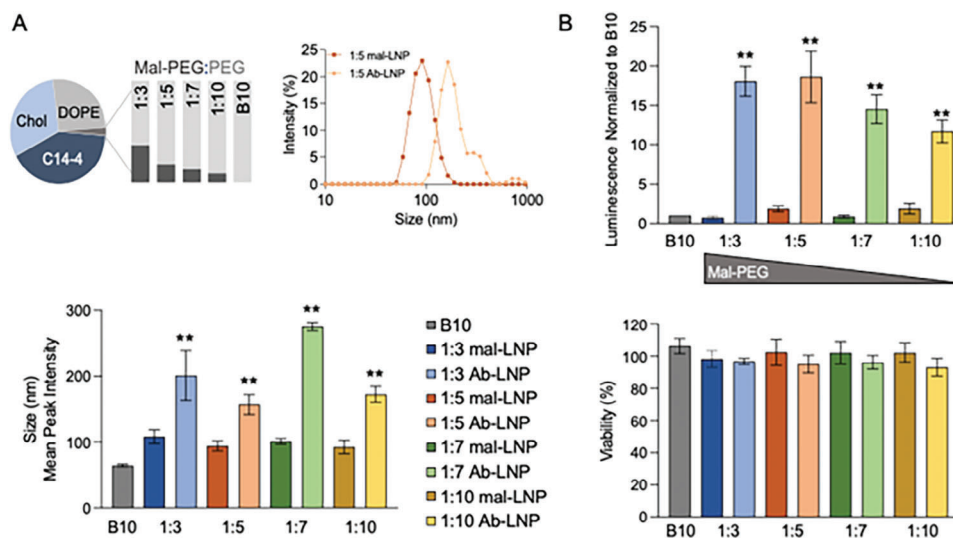 A
Mal-PEG:PEG
Chol
DOPE
C14-4
1:3
1:5
1:7
1:10
B10
1:5 mal-LNP
1:5 Ab-LNP
Intensity (%)
25
20
15
10
5
0
10
100
1000
Size (nm)
B
Luminescence Normalized to B10
25
20
15
10
5
0
**
**
**
**
B10
1:3
1:5
1:7
1:10
Mal-PEG
Size (nm)
Mean Peak Intensity
300
200
100
0
**
**
**
**
B10
1:3
1:5
1:7
1:10
B10
1:3 mal-LNP
1:3 Ab-LNP
1:5 mal-LNP
1:5 Ab-LNP
1:7 mal-LNP
1:7 Ab-LNP
1:10 mal-LNP
1:10 Ab-LNP
Viability (%)
120
100
80
60
40
20
0
B10
1:3
1:5
1:7
1:10